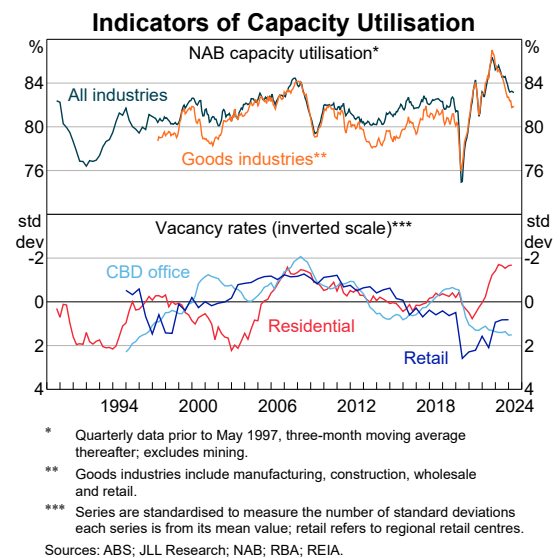 Indicators of Capacity Utilisation
% NAB capacity utilisation* %
84 84
All industries
80 80
Goods industries**
76 76
std dev Vacancy rates (inverted scale)*** std dev
-2 -2
CBD office
0 0
Residential
2 2
Retail
4 4
1994 2000 2006 2012 2018 2024
* Quarterly data prior to May 1997, three-month moving average
thereafter; excludes mining.
** Goods industries include manufacturing, construction, wholesale
and retail.
*** Series are standardised to measure the number of standard deviations
each series is from its mean value; retail refers to regional retail centres.
Sources: ABS; JLL Research; NAB; RBA; REIA.